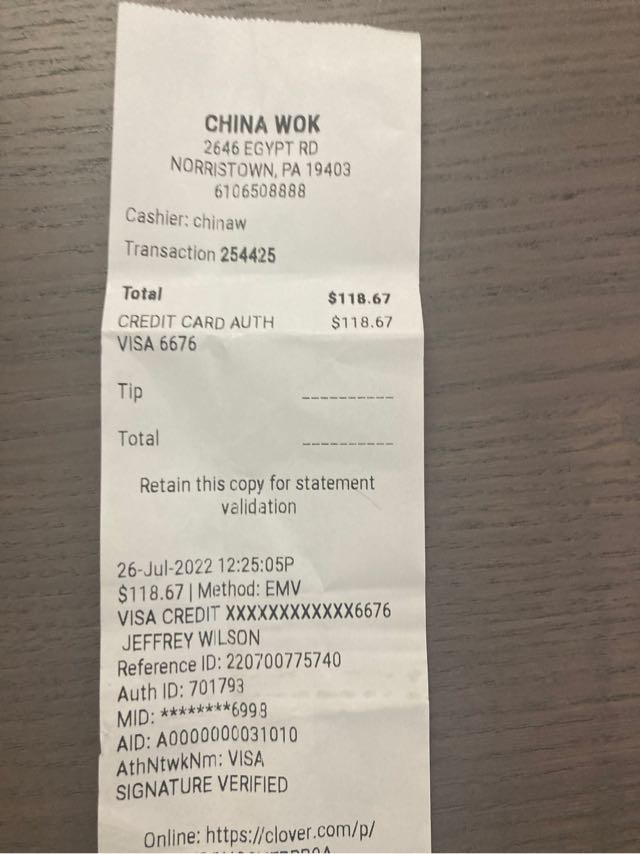 CHINA WOK
2646 EGYPT RD
NORRISTOWN, PA 19403
6106508888
Cashier: chinaw
Transaction 254425
Total $118.67
CREDIT CARD AUTH $118.67
VISA 6676
Tip ----------
Total ----------
Retain this copy for statement
validation
26-Jul-2022 12:25:05P
$118.67 | Method: EMV
VISA CREDIT XXXXXXXXXXXX6676
JEFFREY WILSON
Reference ID: 220700775740
Auth ID: 701793
MID: ********6998
AID: A0000000031010
AthNtwkNm: VISA
SIGNATURE VERIFIED
Online: https://clover.com/p/